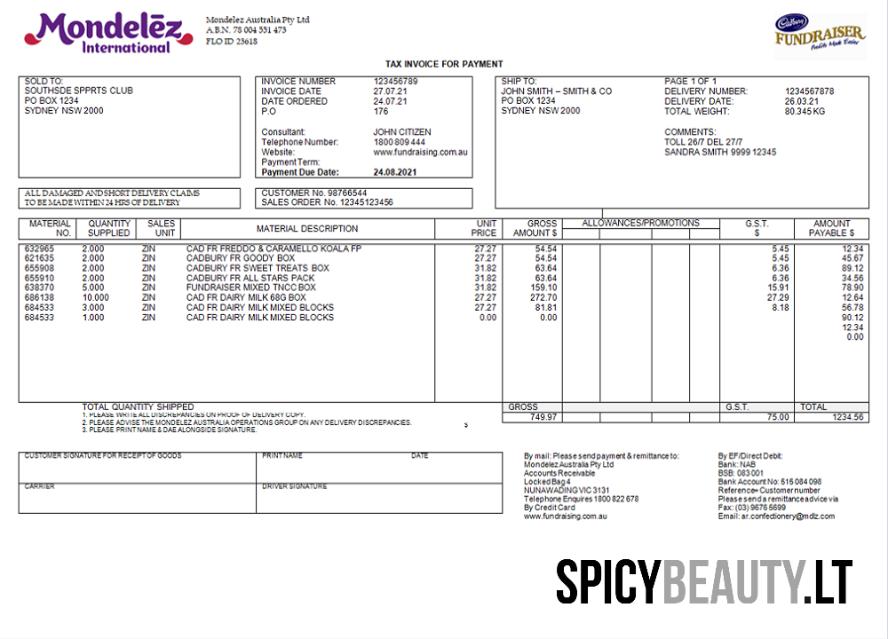 Mondelēz
International
Mondelez Australia Pty Ltd
A.B.N. 78 004 551 473
FLO ID 23618
Cadbury
FUNDRAISER
TAX INVOICE FOR PAYMENT
SOLD TO:
SOUTHSDE SPPRTS CLUB
PO BOX 1234
SYDNEY NSW 2000
INVOICE NUMBER 123456789
INVOICE DATE 27.07.21
DATE ORDERED 24.07.21
P.O 176
Consultant: JOHN CITIZEN
Telephone Number: 1800 809 444
Website: www.fundraising.com.au
Payment Term:
Payment Due Date: 24.08.2021
SHIP TO:
JOHN SMITH – SMITH & CO
PO BOX 1234
SYDNEY NSW 2000
PAGE 1 OF 1
DELIVERY NUMBER: 1234567878
DELIVERY DATE: 26.03.21
TOTAL WEIGHT: 80.345 KG
COMMENTS:
TOLL 26/7 DEL 27/7
SANDRA SMITH 9999 12345
ALL DAMAGED AND SHORT DELIVERY CLAIMS
TO BE MADE WITHIN 24 HRS OF DELIVERY
CUSTOMER No. 98766544
SALES ORDER No. 12345123456
MATERIAL NO. QUANTITY SUPPLIED SALES UNIT MATERIAL DESCRIPTION UNIT PRICE GROSS AMOUNT $ ALLOWANCES/PROMOTIONS G.S.T. $ AMOUNT PAYABLE $
632965 2.000 ZIN CAD FR FREDDO & CARAMELLO KOALA FP 27.27 54.54 5.45 12.34
621635 2.000 ZIN CADBURY FR GOODY BOX 27.27 54.54 5.45 45.67
655908 2.000 ZIN CADBURY FR SWEET TREATS BOX 31.82 63.64 6.36 89.12
655910 2.000 ZIN CADBURY FR ALL STARS PACK 31.82 63.64 6.36 34.56
638370 5.000 ZIN FUNDRAISER MIXED TNCC BOX 31.82 159.10 15.91 78.90
686138 10.000 ZIN CAD FR DAIRY MILK 68G BOX 27.27 272.70 27.29 12.64
684533 3.000 ZIN CAD FR DAIRY MILK MIXED BLOCKS 27.27 81.81 8.18 56.78
684533 1.000 ZIN CAD FR DAIRY MILK MIXED BLOCKS 0.00 0.00 90.12
12.34
0.00
TOTAL QUANTITY SHIPPED GROSS G.S.T. TOTAL
749.97 75.00 1234.56
1. PLEASE WRITE ALL DISCREPANCIES ON PROOF OF DELIVERY COPY.
2. PLEASE ADVISE THE MONDELEZ AUSTRALIA OPERATIONS GROUP ON ANY DELIVERY DISCREPANCIES.
3. PLEASE PRINT NAME & DAE ALONGSIDE SIGNATURE.
CUSTOMER SIGNATURE FOR RECEIPT OF GOODS PRINT NAME DATE
CARRIER DRIVER SIGNATURE
By mail: Please send payment & remittance to:
Mondelez Australia Pty Ltd
Accounts Receivable
Locked Bag 4
NUNAWADING VIC 3131
Telephone Enquires 1800 822 678
By Credit Card
www.fundraising.com.au
By EF/Direct Debit:
Bank: NAB
BSB: 083 001
Bank Account No: 515 084 098
Reference= Customer number
Please send a remittance advice via
Fax: (03) 9676 5699
Email: ar.confectionery@mdlz.com
SPICYBEAUTY.LT